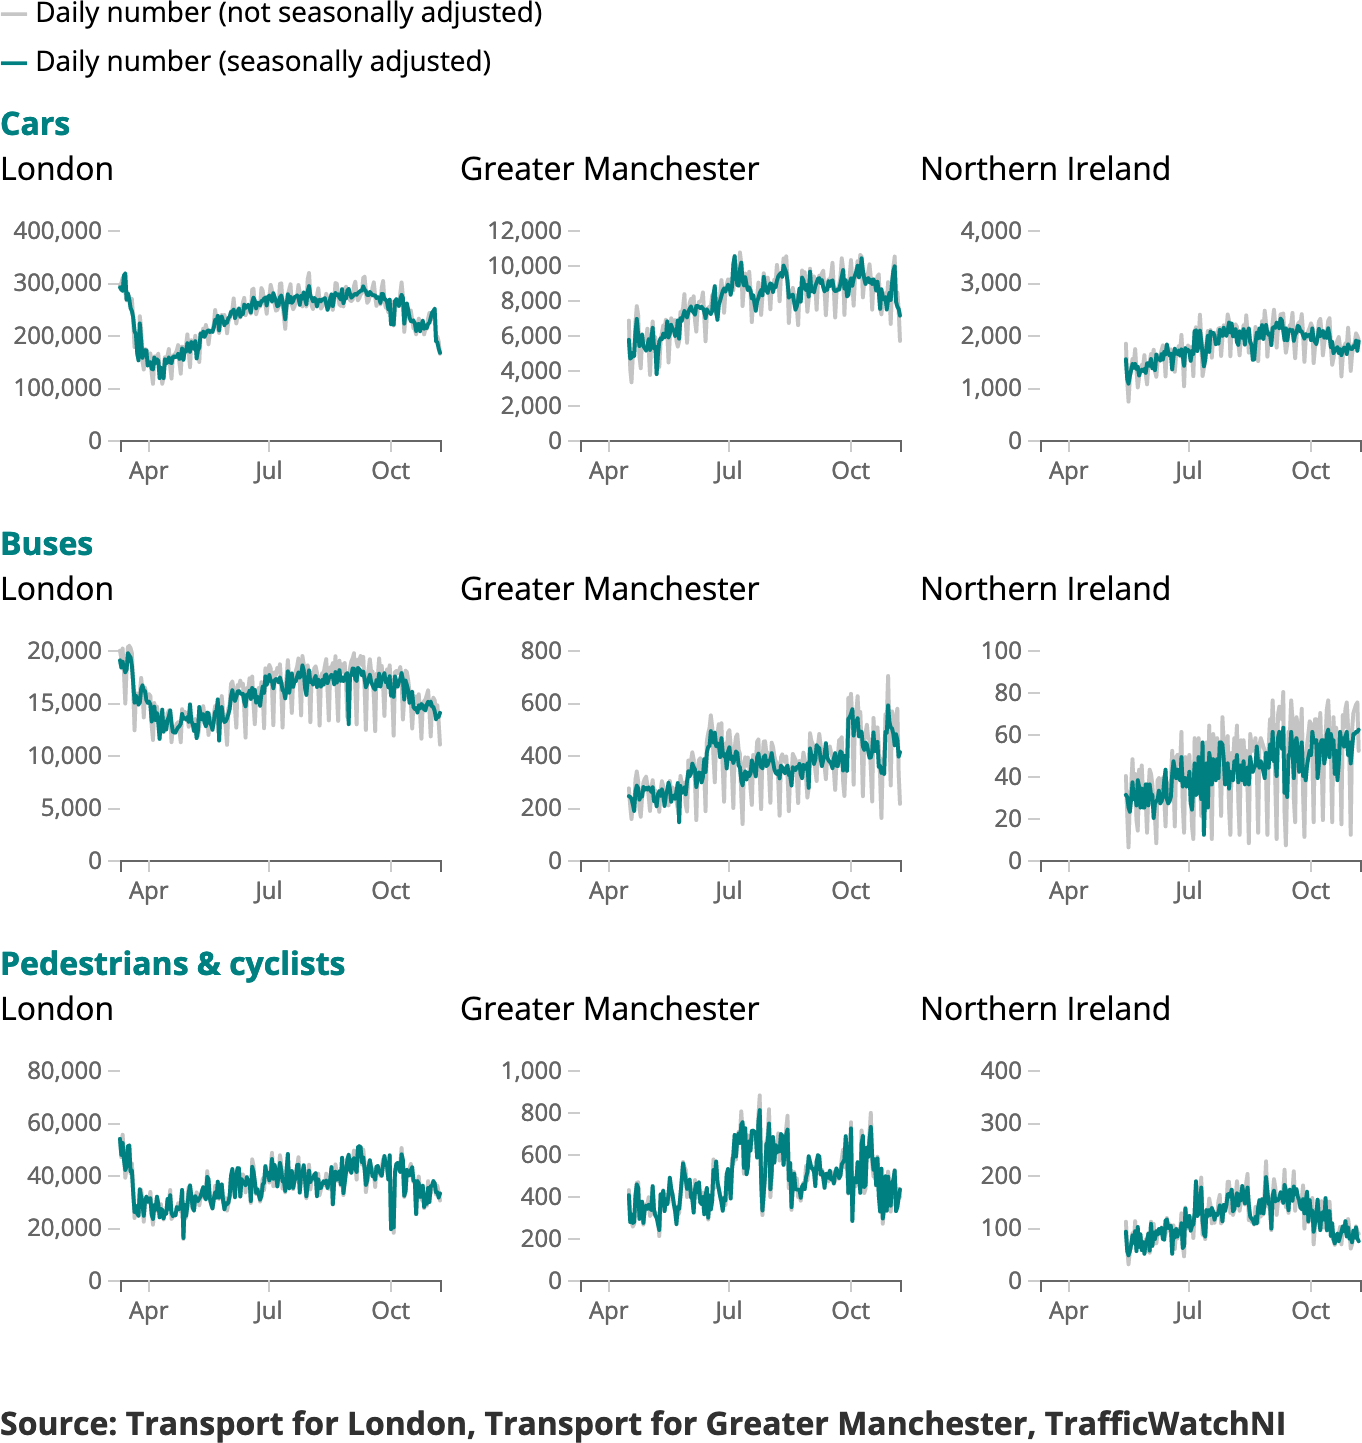 Daily number (not seasonally adjusted)
Daily number (seasonally adjusted)
Cars
London
Greater Manchester
Northern Ireland
400,000
300,000
200,000
100,000
0
Apr
Jul
Oct
12,000
10,000
8,000
6,000
4,000
2,000
0
Apr
Jul
Oct
4,000
3,000
2,000
1,000
0
Apr
Jul
Oct
Buses
London
Greater Manchester
Northern Ireland
20,000
15,000
10,000
5,000
0
Apr
Jul
Oct
800
600
400
200
0
Apr
Jul
Oct
100
80
60
40
20
0
Apr
Jul
Oct
Pedestrians & cyclists
London
Greater Manchester
Northern Ireland
80,000
60,000
40,000
20,000
0
Apr
Jul
Oct
1,000
800
600
400
200
0
Apr
Jul
Oct
400
300
200
100
0
Apr
Jul
Oct
Source: Transport for London, Transport for Greater Manchester, TrafficWatchNI